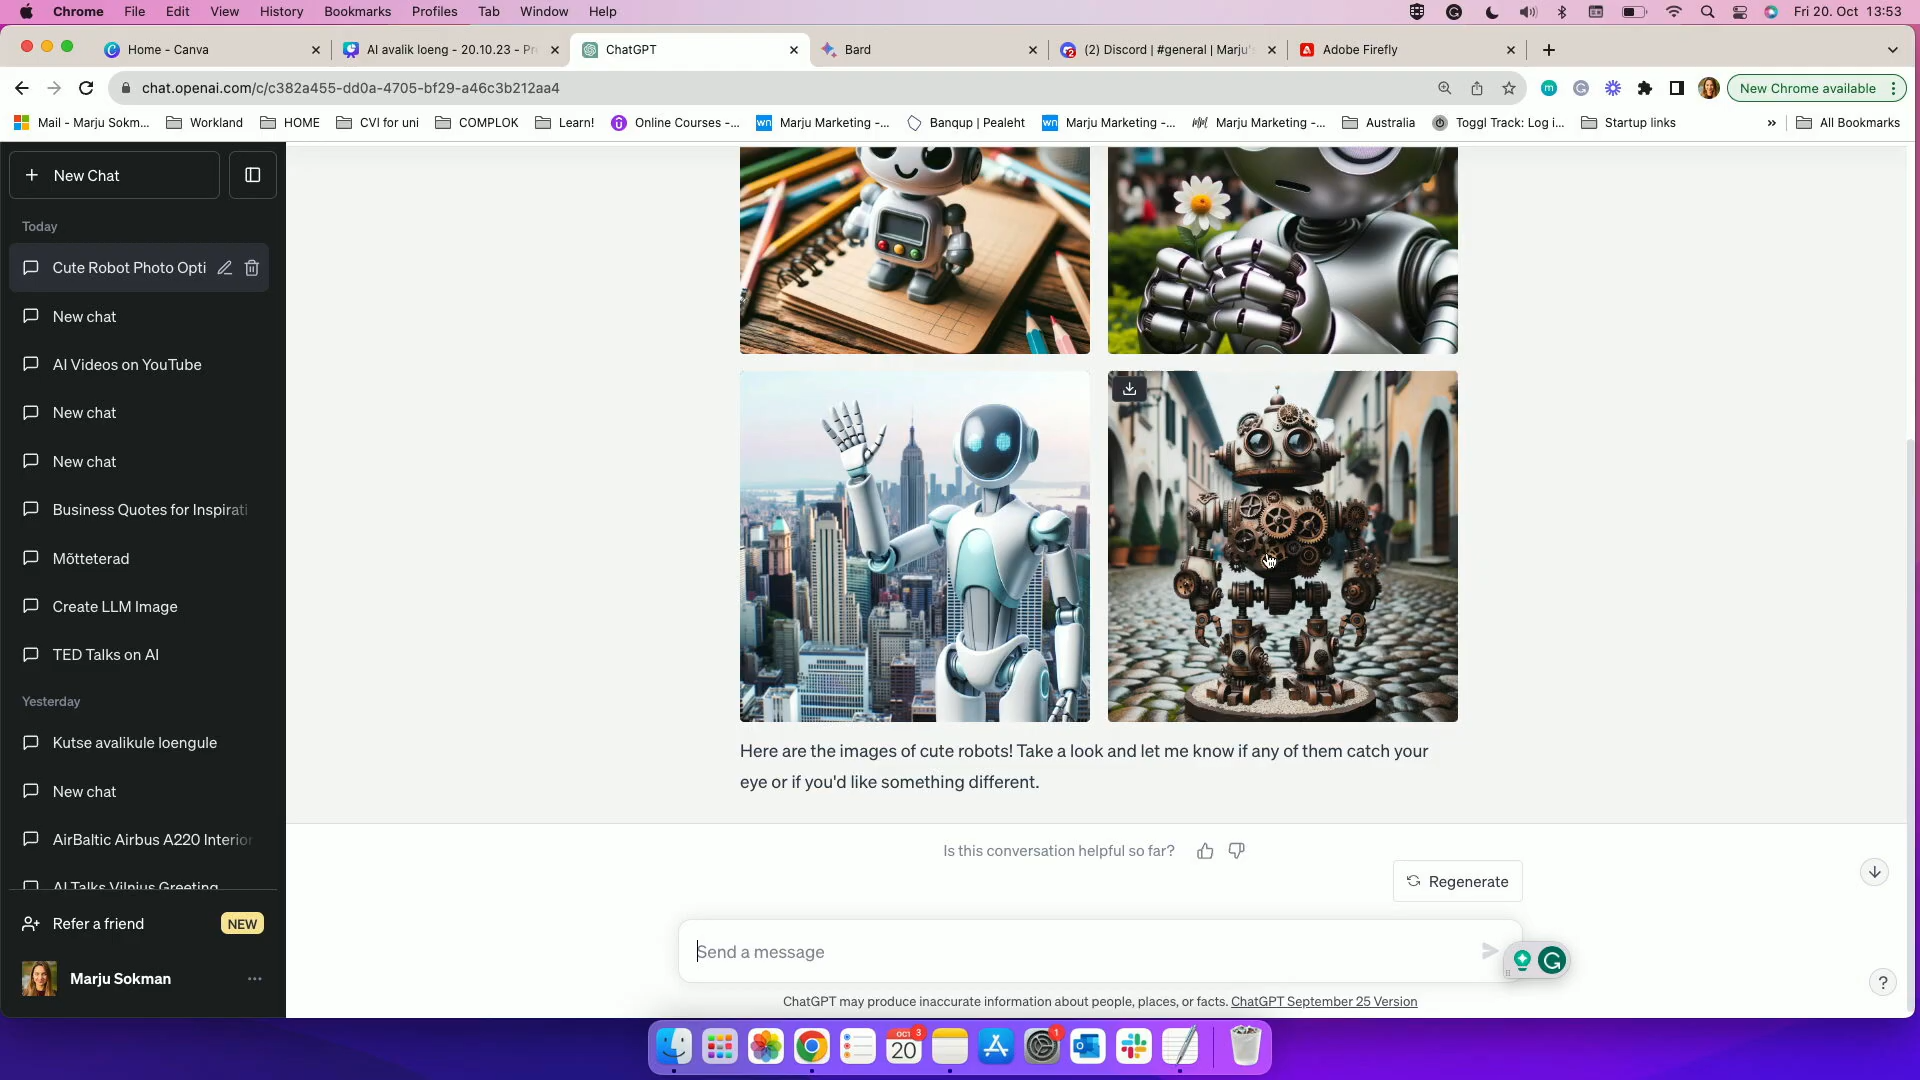 Chrome File Edit View History Bookmarks Profiles Tab Window Help Fri 20. Oct 13:53
Home - Canva
AI avalik loeng - 20.10.23 - Pr
ChatGPT
Bard
(2) Discord | #general | Marju's
Adobe Firefly
chat.openai.com/c/c382a455-dd0a-4705-bf29-a46c3b212aa4
New Chrome available
Mail - Marju Sokm...
Workland
HOME
CVI for uni
COMPLOK
Learn!
Online Courses -...
Marju Marketing -...
Banqup | Pealeht
Marju Marketing -...
Marju Marketing -...
Australia
Toggl Track: Log i...
Startup links
»
All Bookmarks
New Chat
Today
Cute Robot Photo Opti
New chat
AI Videos on YouTube
New chat
New chat
Business Quotes for Inspirati
Mõtteterad
Create LLM Image
TED Talks on AI
Yesterday
Kutse avalikule loengule
New chat
AirBaltic Airbus A220 Interior
AI Talks Vilnius Greeting
Refer a friend NEW
Marju Sokman
Here are the images of cute robots! Take a look and let me know if any of them catch your
eye or if you'd like something different.
Is this conversation helpful so far?
Regenerate
Send a message
ChatGPT may produce inaccurate information about people, places, or facts. ChatGPT September 25 Version
?
OCT
20
3
1